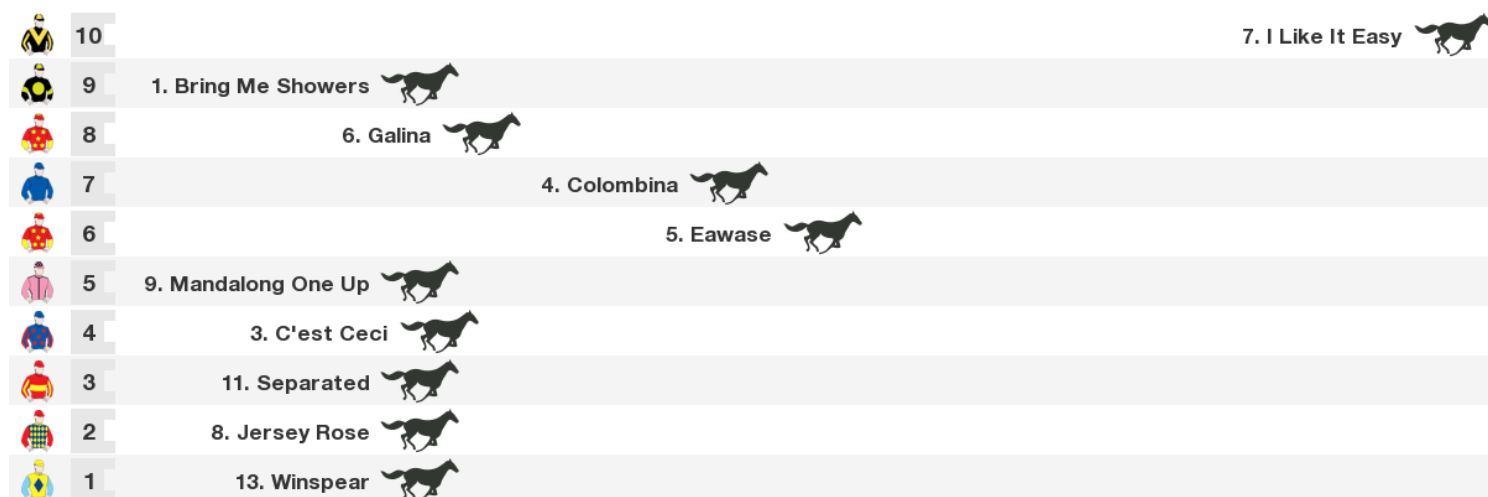 10 7. I Like It Easy
9 1. Bring Me Showers
8 6. Galina
7 4. Colombina
6 5. Eawase
5 9. Mandalong One Up
4 3. C'est Ceci
3 11. Separated
2 8. Jersey Rose
1 13. Winspear